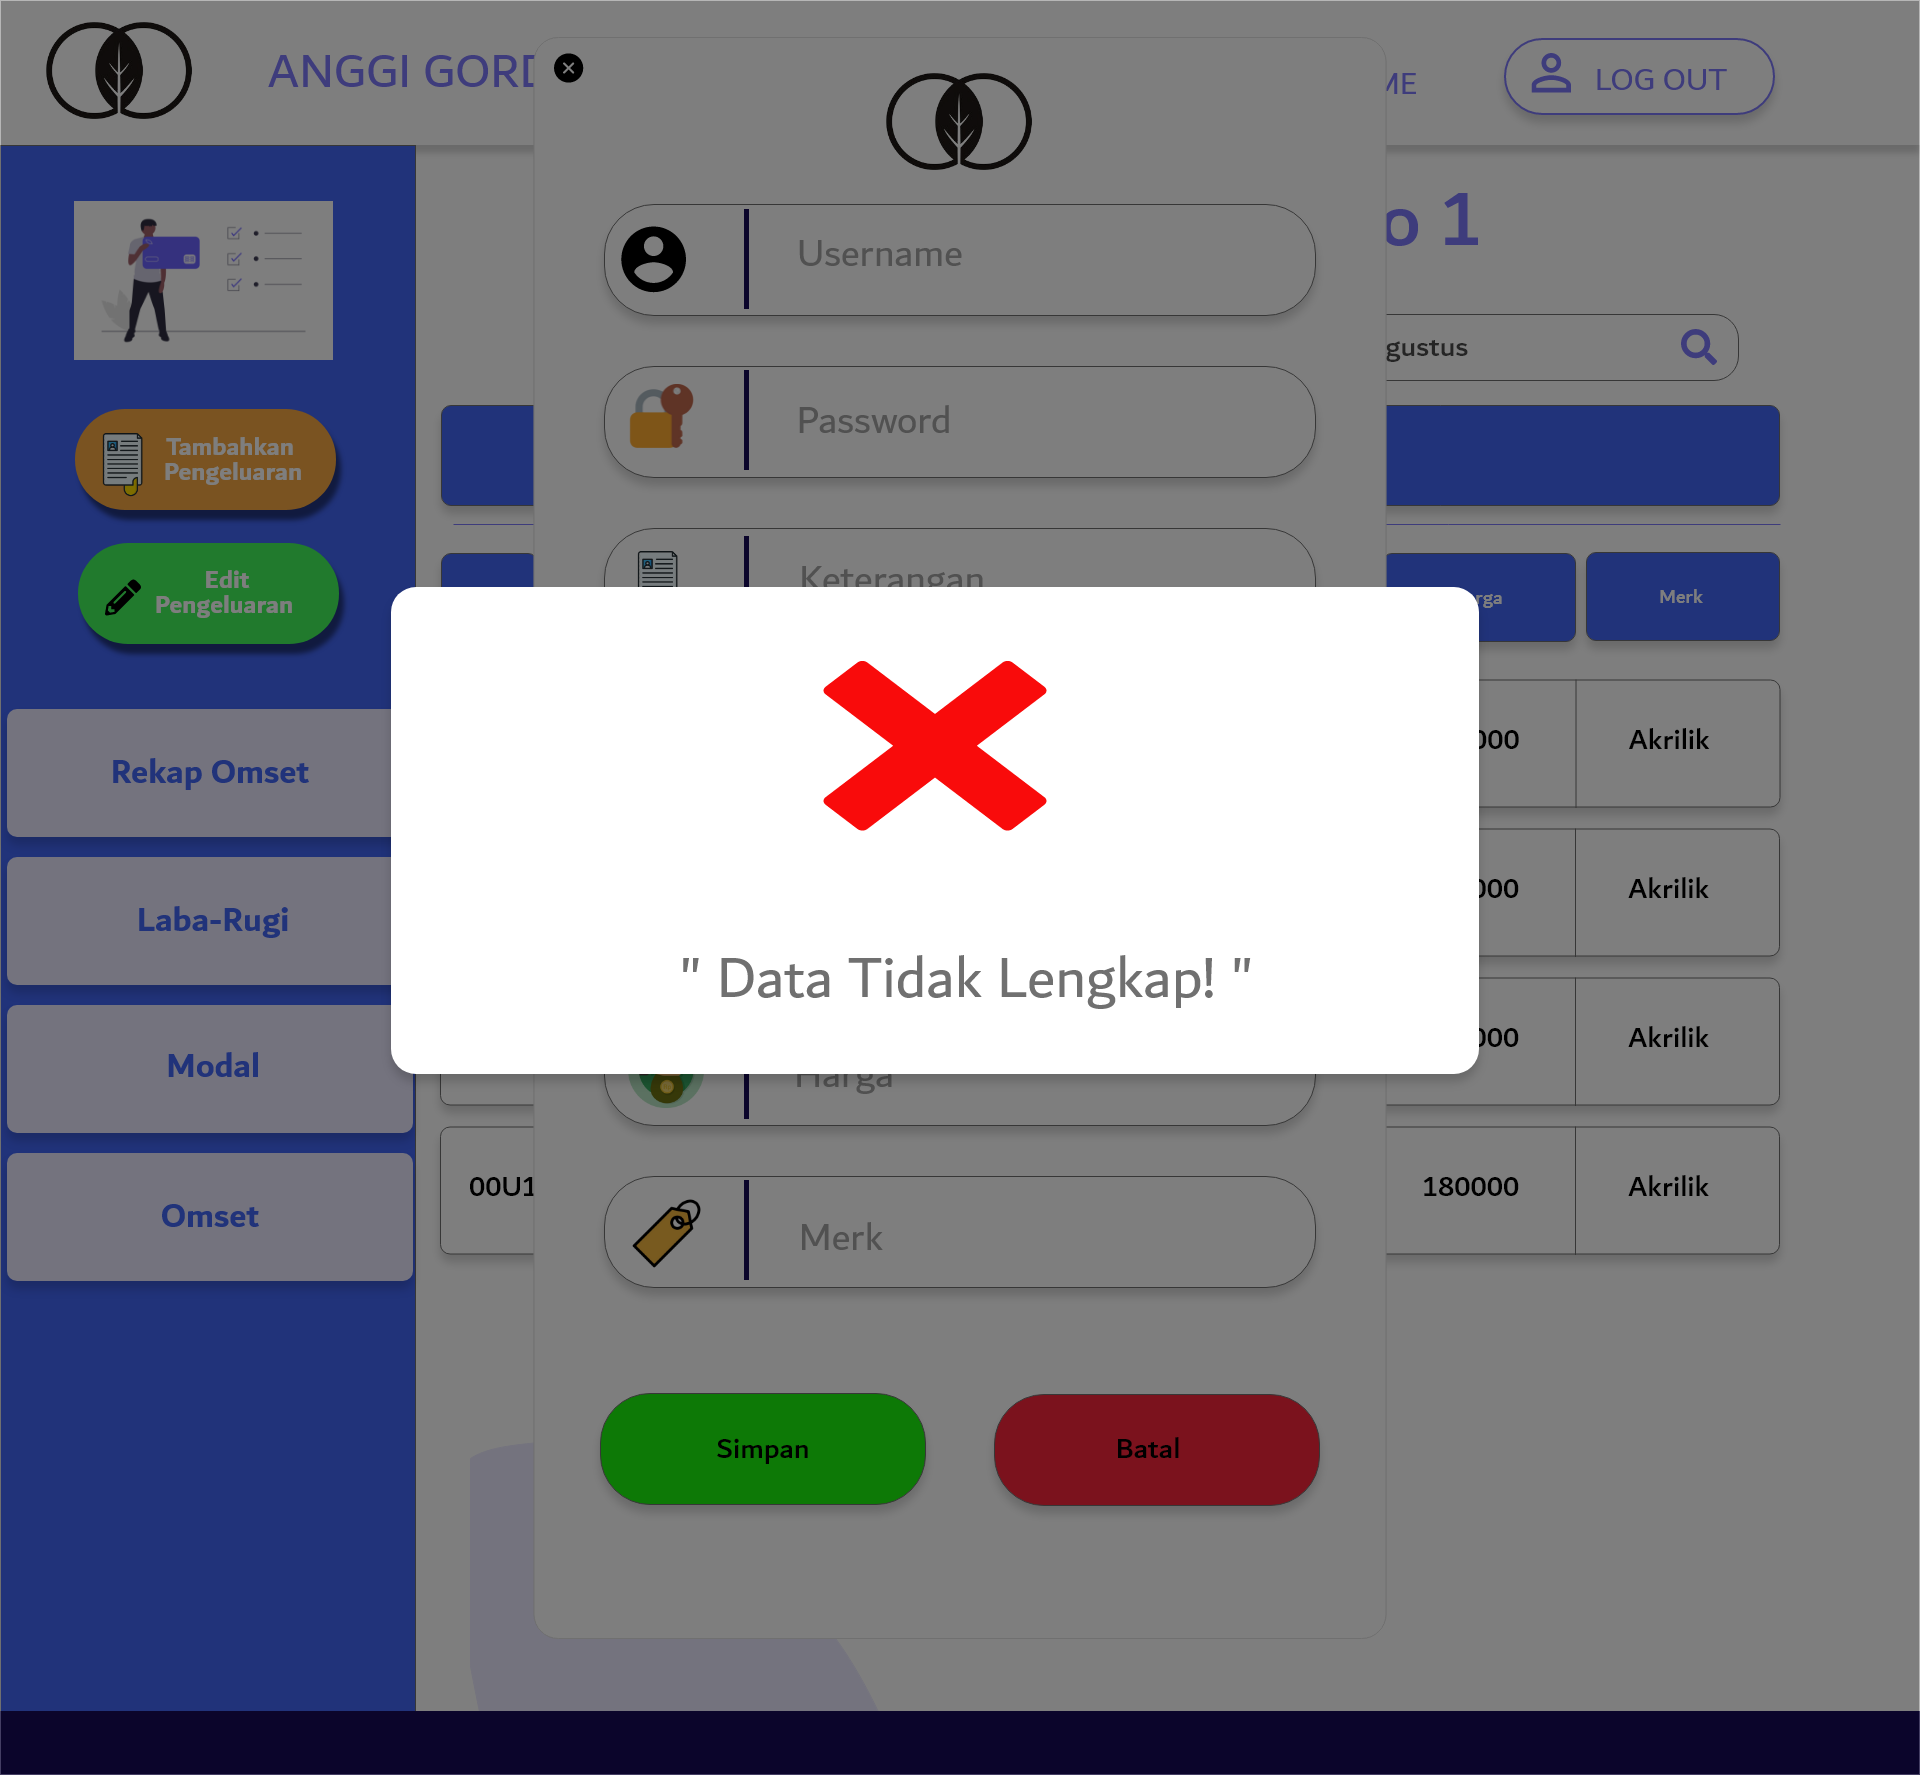 ANGGI GORD
ME
LOG OUT
o 1
Username
gustus
Password
Tambahkan
Pengeluaran
Keterangan
Edit
Pengeluaran
rga
Merk
Rekap Omset
000
Akrilik
Laba-Rugi
000
Akrilik
" Data Tidak Lengkap! "
Modal
000
Akrilik
Harga
Omset
00U1
Merk
180000
Akrilik
Simpan
Batal